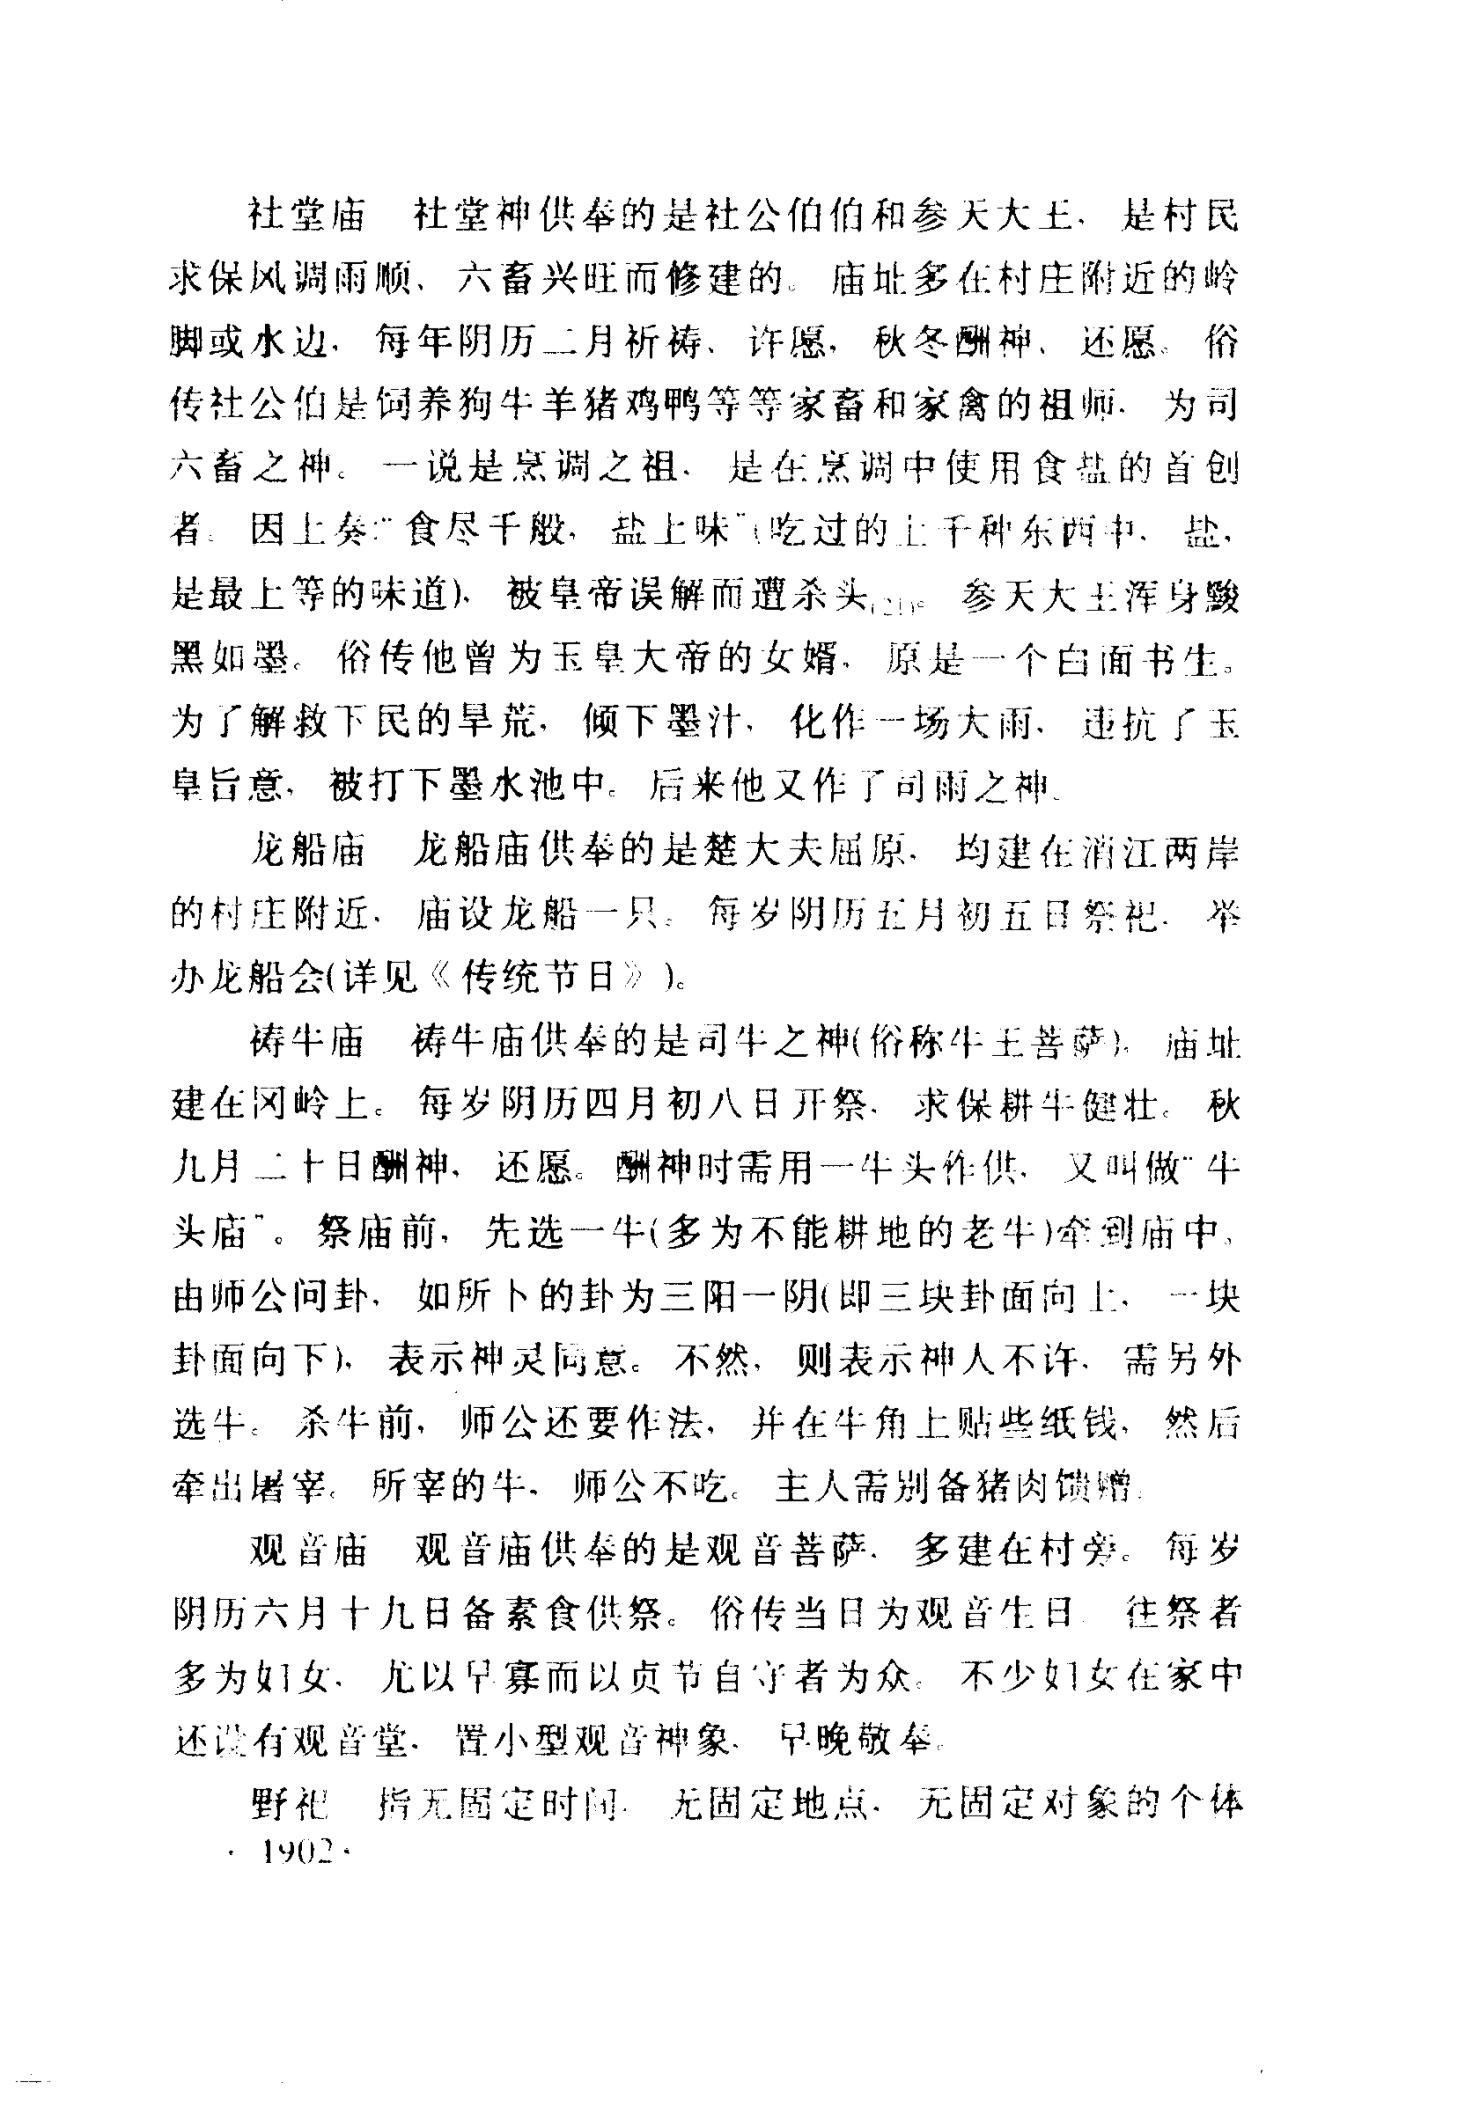 社堂庙　社堂神供奉的是社公伯伯和参天大王，是村民
求保风调雨顺、六畜兴旺而修建的。庙址多在村庄附近的岭
脚或水边，每年阴历二月祈祷、许愿，秋冬酬神、还愿。俗
传社公伯是饲养狗牛羊猪鸡鸭等等家畜和家禽的祖师，为司
六畜之神。一说是烹调之祖，是在烹调中使用食盐的首创
者。因上奏：“食尽千般，盐上味”（吃过的上千种东西中，盐，
是最上等的味道），被皇帝误解而遭杀头(21)。参天大王浑身黢
黑如墨。俗传他曾为玉皇大帝的女婿，原是一个白面书生。
为了解救下民的旱荒，倾下墨汁，化作一场大雨，违抗了玉
皇旨意，被打下墨水池中。后来他又作了司雨之神。
龙船庙　龙船庙供奉的是楚大夫屈原，均建在消江两岸
的村庄附近，庙设龙船一只。每岁阴历五月初五日祭祀，举
办龙船会（详见《传统节日》）。
祷牛庙　祷牛庙供奉的是司牛之神（俗称牛王菩萨），庙址
建在冈岭上。每岁阴历四月初八日开祭，求保耕牛健壮。秋
九月二十日酬神，还愿。酬神时需用一牛头作供，又叫做“牛
头庙”。祭庙前，先选一牛（多为不能耕地的老牛）牵到庙中，
由师公问卦，如所卜的卦为三阳一阴（即三块卦面向上，一块
卦面向下），表示神灵同意。不然，则表示神人不许，需另外
选牛。杀牛前，师公还要作法，并在牛角上贴些纸钱，然后
牵出屠宰。所宰的牛，师公不吃。主人需别备猪肉馈赠。
观音庙　观音庙供奉的是观音菩萨，多建在村旁。每岁
阴历六月十九日备素食供祭。俗传当日为观音生日，往祭者
多为妇女，尤以早寡而以贞节自守者为众。不少妇女在家中
还设有观音堂，置小型观音神象，早晚敬奉。
野祀　指无固定时间，无固定地点，无固定对象的个体
· 1902 ·